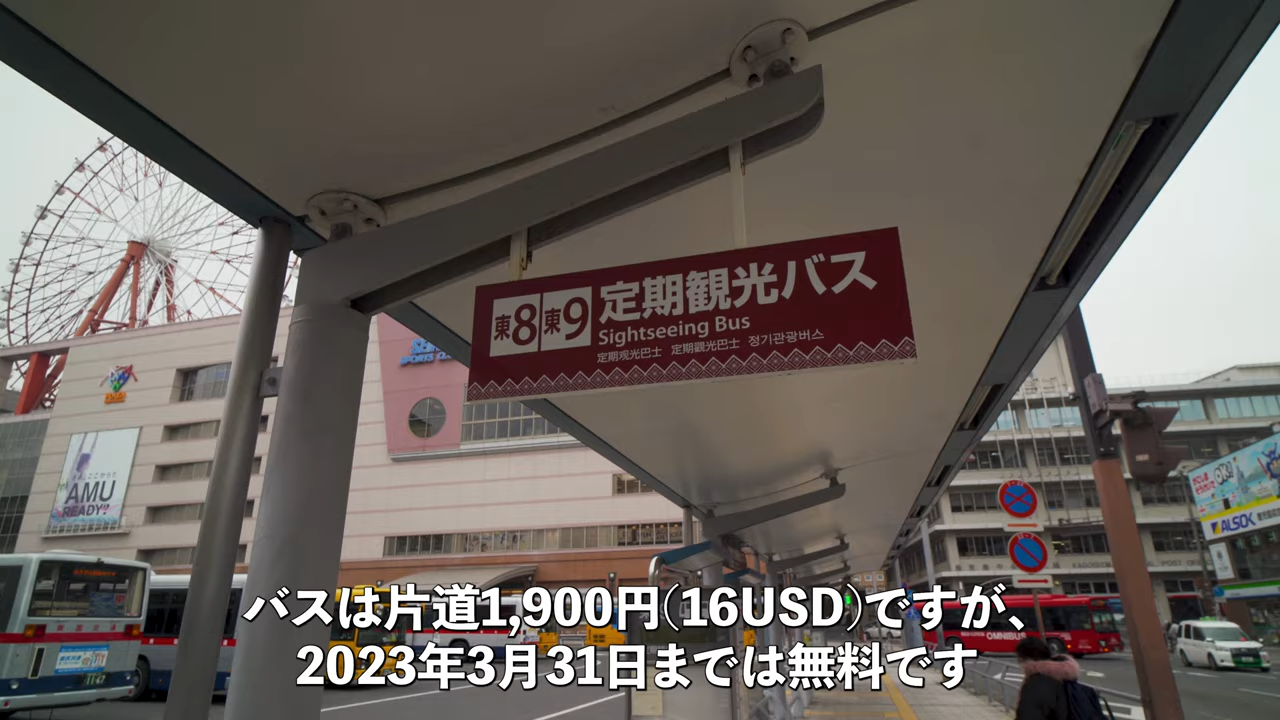 東8 東9 定期観光バス
Sightseeing Bus
定期观光巴士 定期觀光巴士 정기관광버스
AMU
READY!!
SPORTS
OK!
ALSOK
OMNIBUS
バスは片道1,900円(16USD)ですが、
2023年3月31日までは無料です